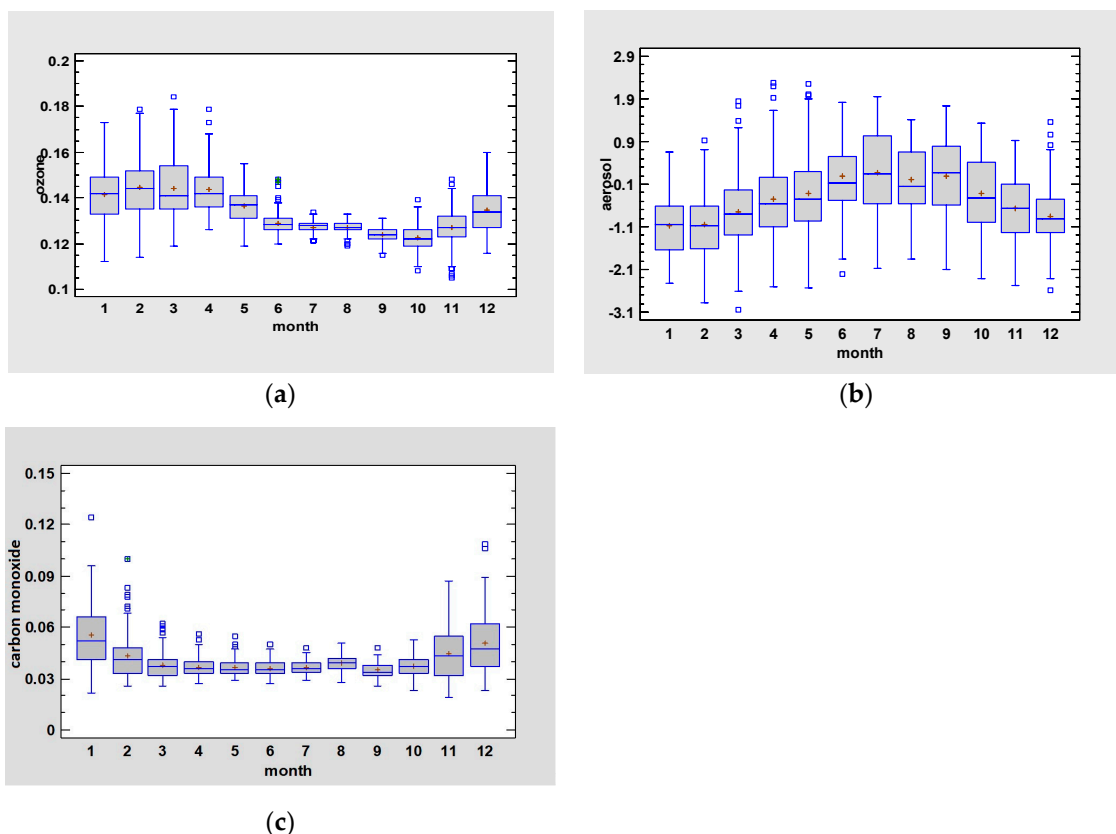 0.2
0.18
0.16
0.14
0.12
0.1
ozone
1 2 3 4 5 6 7 8 9 10 11 12
month
(a)
2.9
1.9
0.9
-0.1
-1.1
-2.1
-3.1
aerosol
1 2 3 4 5 6 7 8 9 10 11 12
month
(b)
0.15
0.12
0.09
0.06
0.03
0
carbon monoxide
1 2 3 4 5 6 7 8 9 10 11 12
month
(c)